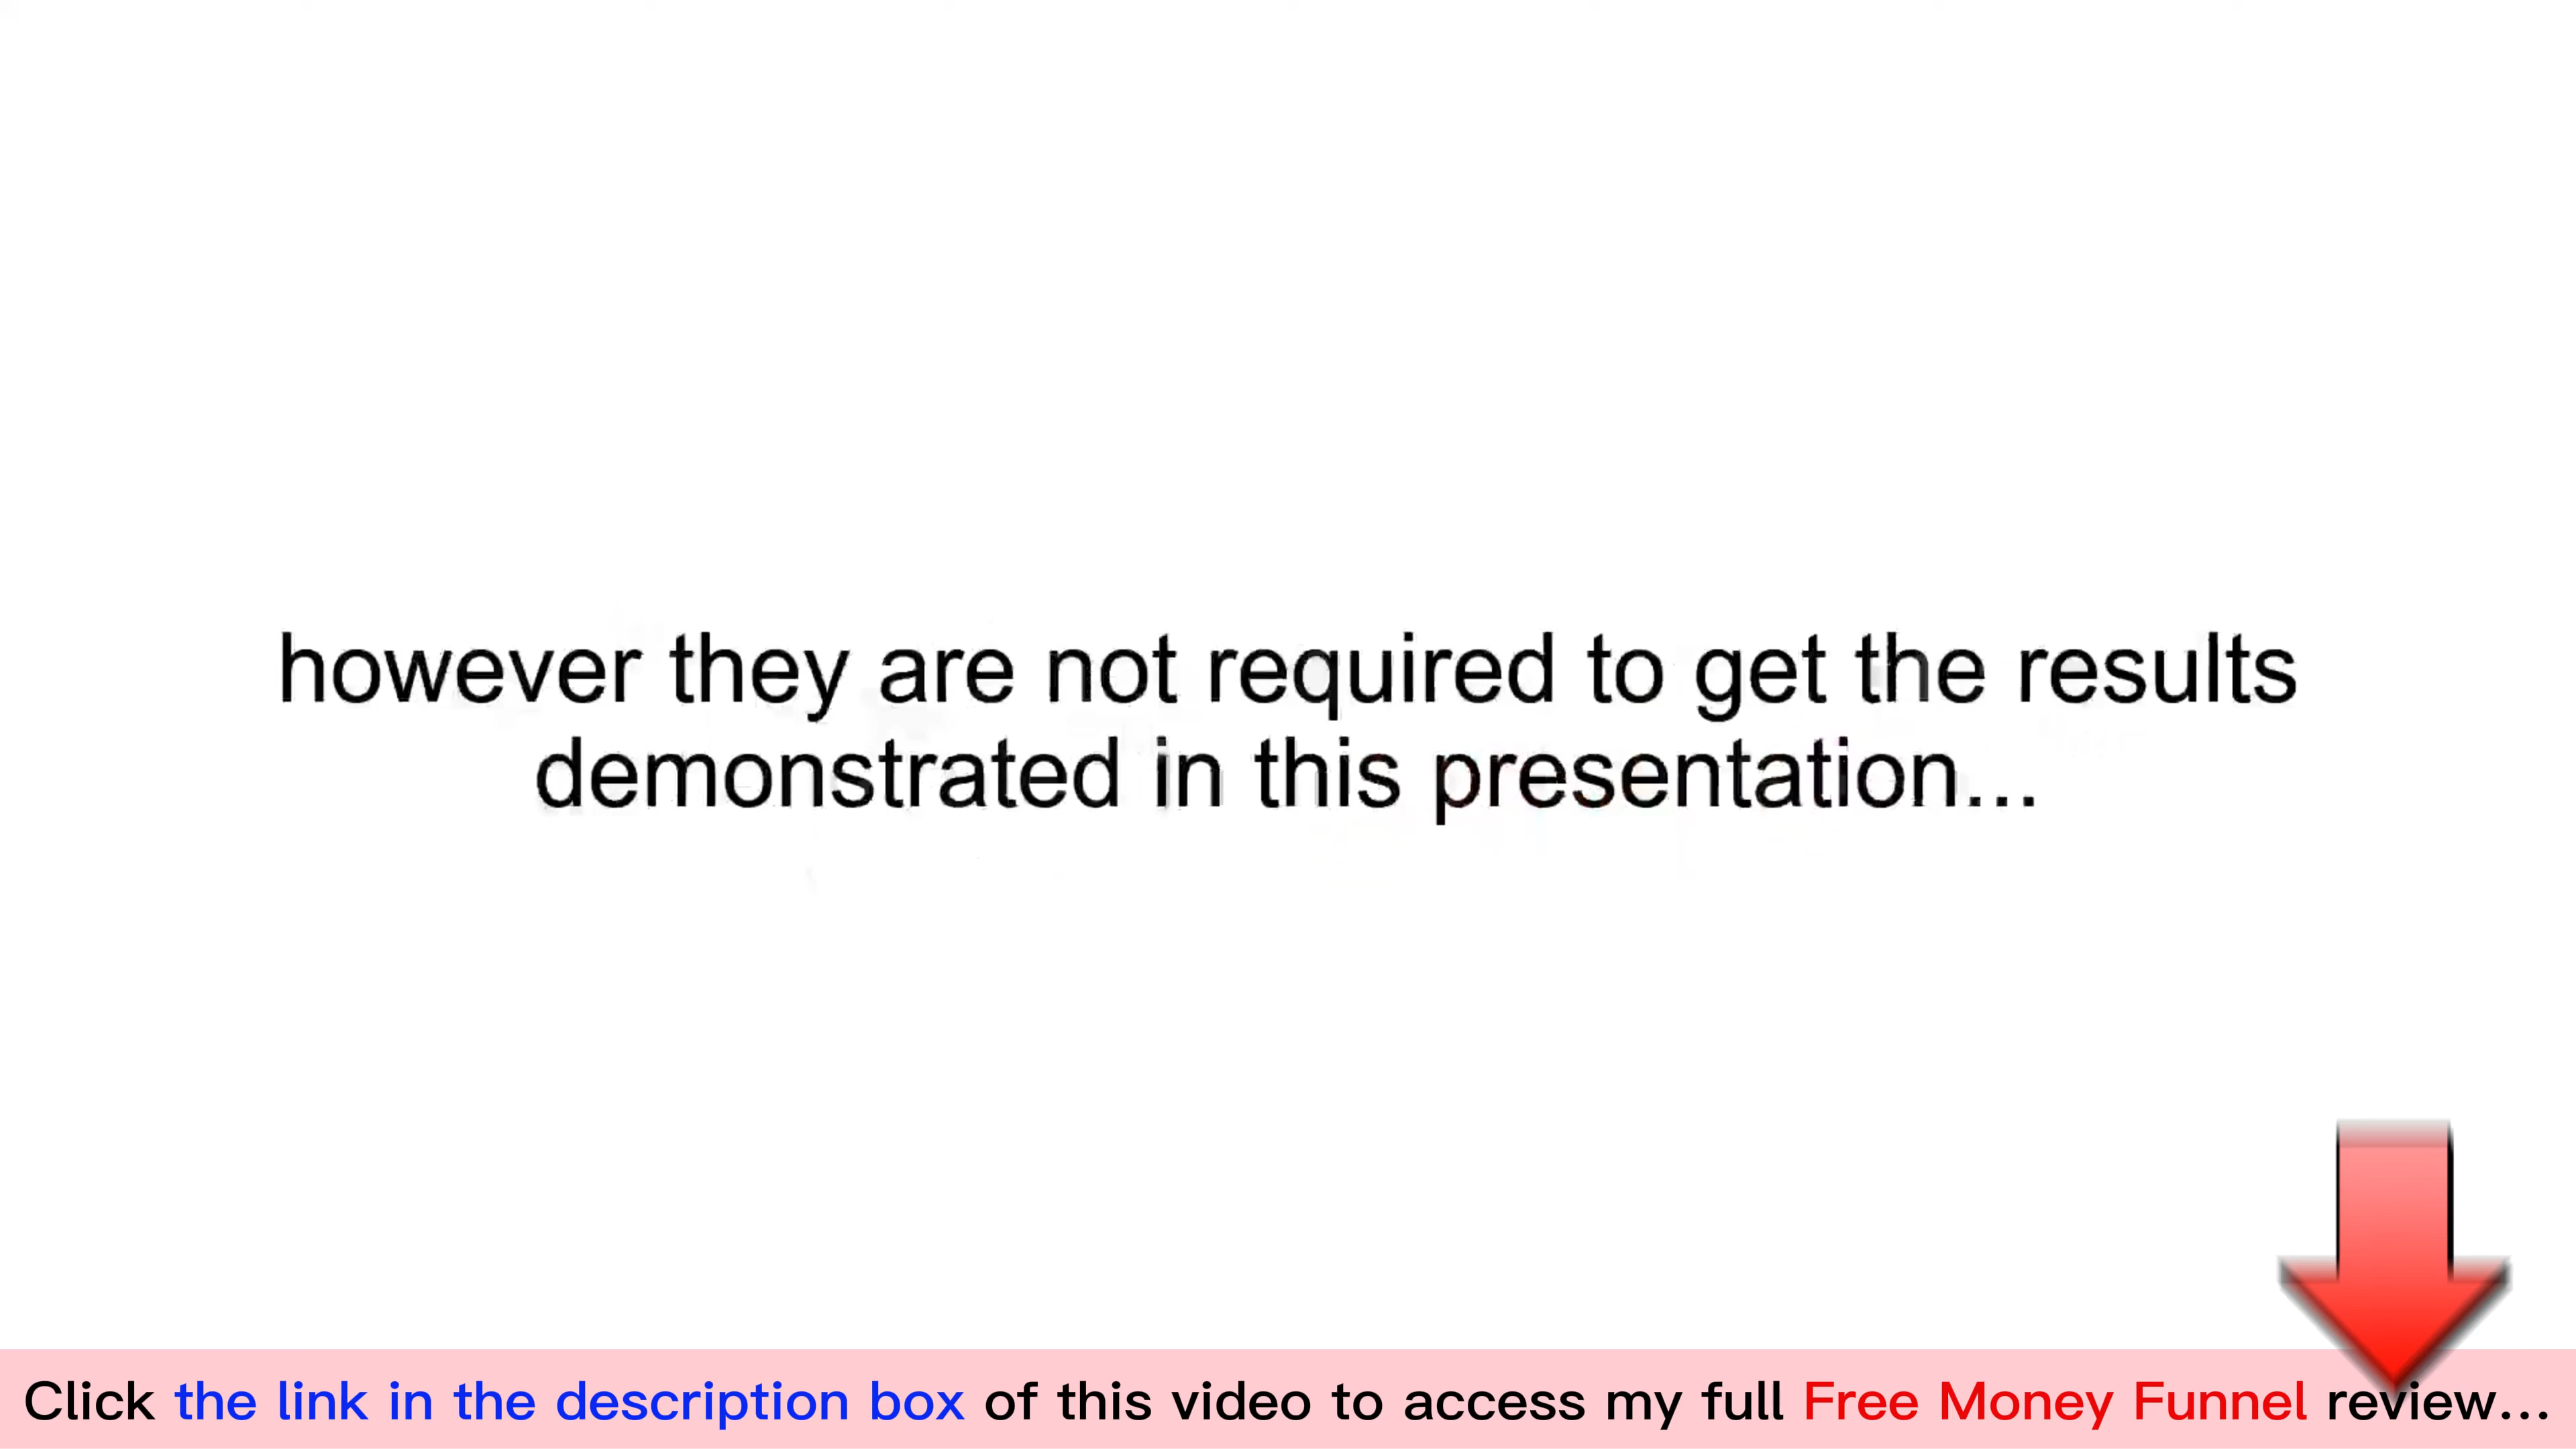 however they are not required to get the results
demonstrated in this presentation...
Click the link in the description box of this video to access my full Free Money Funnel review...